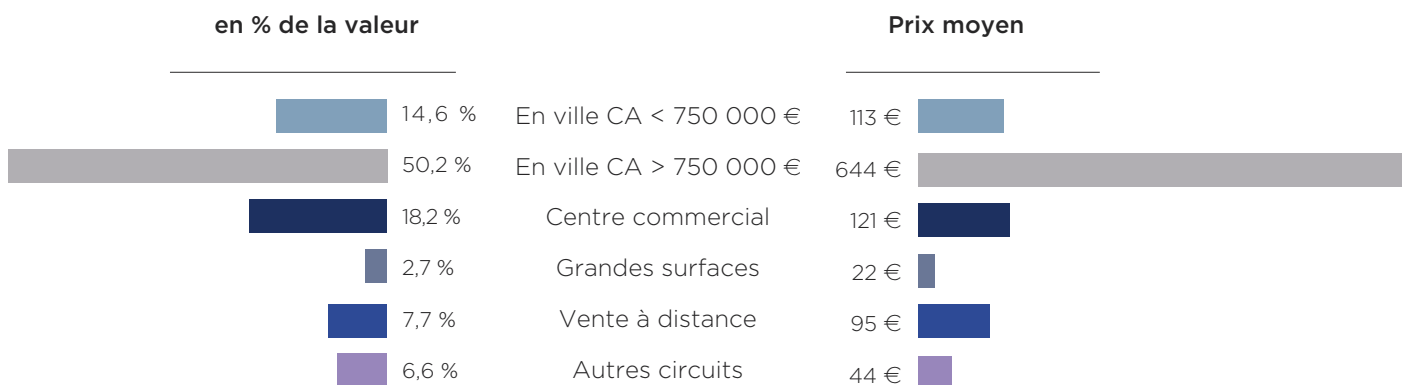 en % de la valeur
Prix moyen
14,6 % En ville CA < 750 000 € 113 €
50,2 % En ville CA > 750 000 € 644 €
18,2 % Centre commercial 121 €
2,7 % Grandes surfaces 22 €
7,7 % Vente à distance 95 €
6,6 % Autres circuits 44 €